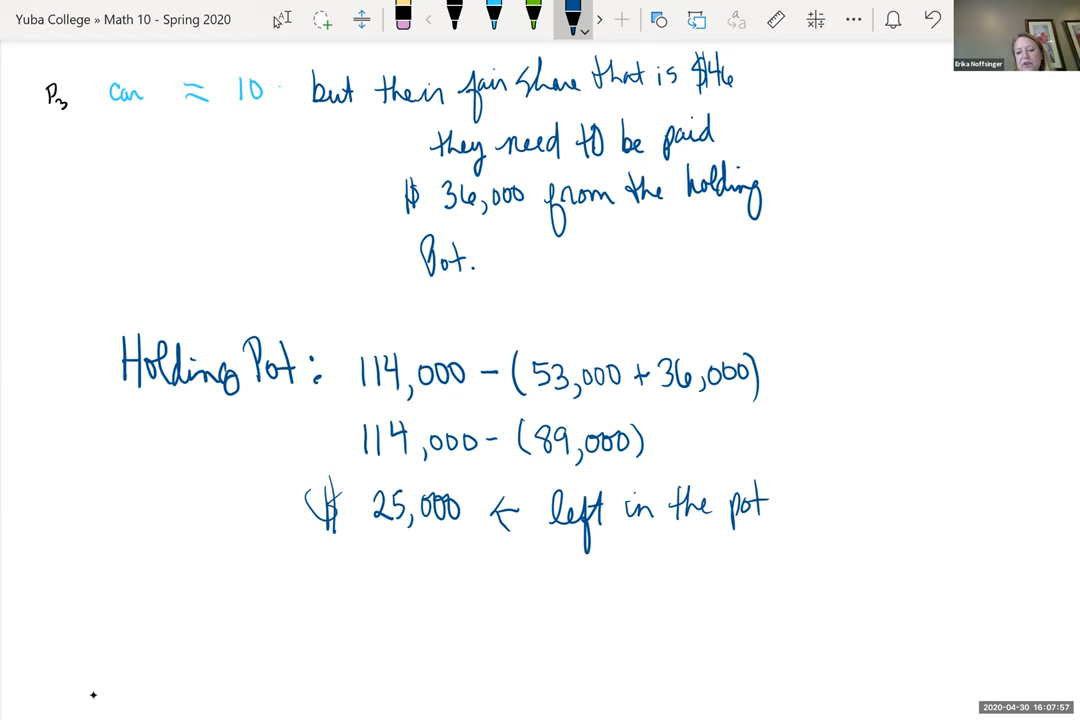 Yuba College » Math 10 - Spring 2020
Erika Noffsinger
P3 Car ≈ 10 but their fair share that is $46
they need to be paid
$ 36,000 from the holding
Pot.
Holding Pot: 114,000 - (53,000 + 36,000)
114,000 - (89,000)
$ 25,000 ← left in the pot
2020-04-30 16:07:57